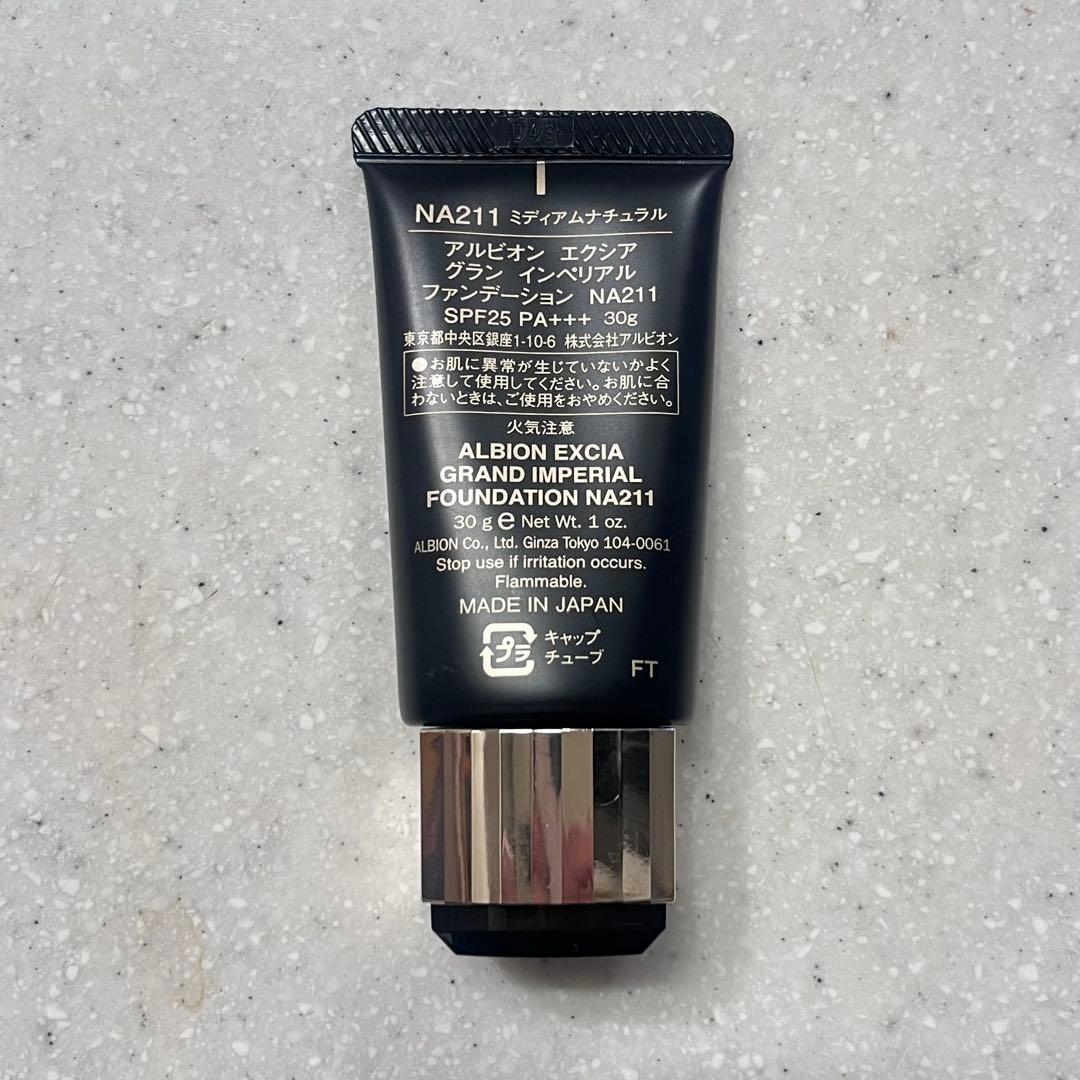 D43
NA211 ミディアムナチュラル
アルビオン エクシア
グラン インペリアル
ファンデーション NA211
SPF25 PA+++ 30g
東京都中央区銀座1-10-6 株式会社アルビオン
●お肌に異常が生じていないかよく
注意して使用してください。お肌に合
わないときは、ご使用をおやめください。
火気注意
ALBION EXCIA
GRAND IMPERIAL
FOUNDATION NA211
30 g e Net Wt. 1 oz.
ALBION Co., Ltd. Ginza Tokyo 104-0061
Stop use if irritation occurs.
Flammable.
MADE IN JAPAN
プラ キャップ
チューブ
FT